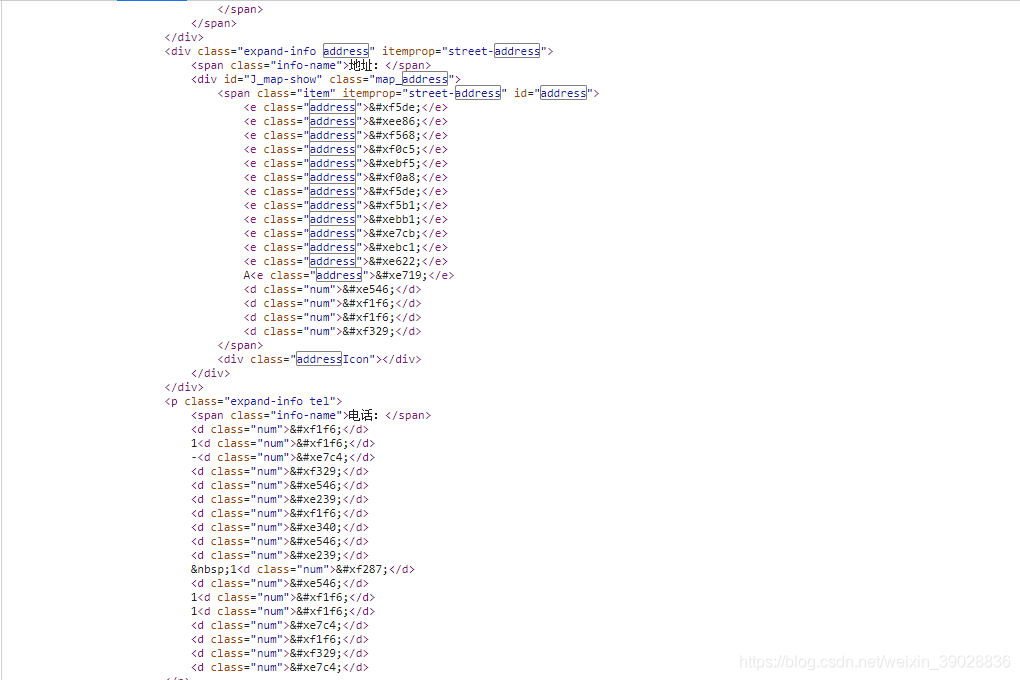 </span>
</span>
</div>
<div class="expand-info address" itemprop="street-address">
<span class="info-name">地址: </span>
<div id="J_map-show" class="map_address">
<span class="item" itemprop="street-address" id="address">
<e class="address">&#xf5de;</e>
<e class="address">&#xee86;</e>
<e class="address">&#xf568;</e>
<e class="address">&#xf0c5;</e>
<e class="address">&#xebf5;</e>
<e class="address">&#xf0a8;</e>
<e class="address">&#xf5de;</e>
<e class="address">&#xf5b1;</e>
<e class="address">&#xebb1;</e>
<e class="address">&#xe7cb;</e>
<e class="address">&#xebc1;</e>
<e class="address">&#xe622;</e>
A<e class="address">&#xe719;</e>
<d class="num">&#xe546;</d>
<d class="num">&#xf1f6;</d>
<d class="num">&#xf1f6;</d>
<d class="num">&#xf329;</d>
</span>
<div class="addressIcon"></div>
</div>
</div>
<p class="expand-info tel">
<span class="info-name">电话: </span>
<d class="num">&#xf1f6;</d>
1<d class="num">&#xf1f6;</d>
-<d class="num">&#xe7c4;</d>
<d class="num">&#xf329;</d>
<d class="num">&#xe546;</d>
<d class="num">&#xe239;</d>
<d class="num">&#xf1f6;</d>
<d class="num">&#xe340;</d>
<d class="num">&#xe546;</d>
<d class="num">&#xe239;</d>
&nbsp;1<d class="num">&#xf287;</d>
<d class="num">&#xe546;</d>
1<d class="num">&#xf1f6;</d>
1<d class="num">&#xf1f6;</d>
<d class="num">&#xe7c4;</d>
<d class="num">&#xf1f6;</d>
<d class="num">&#xf329;</d>
<d class="num">&#xe7c4;</d>
https://blog.csdn.net/weixin_39028836